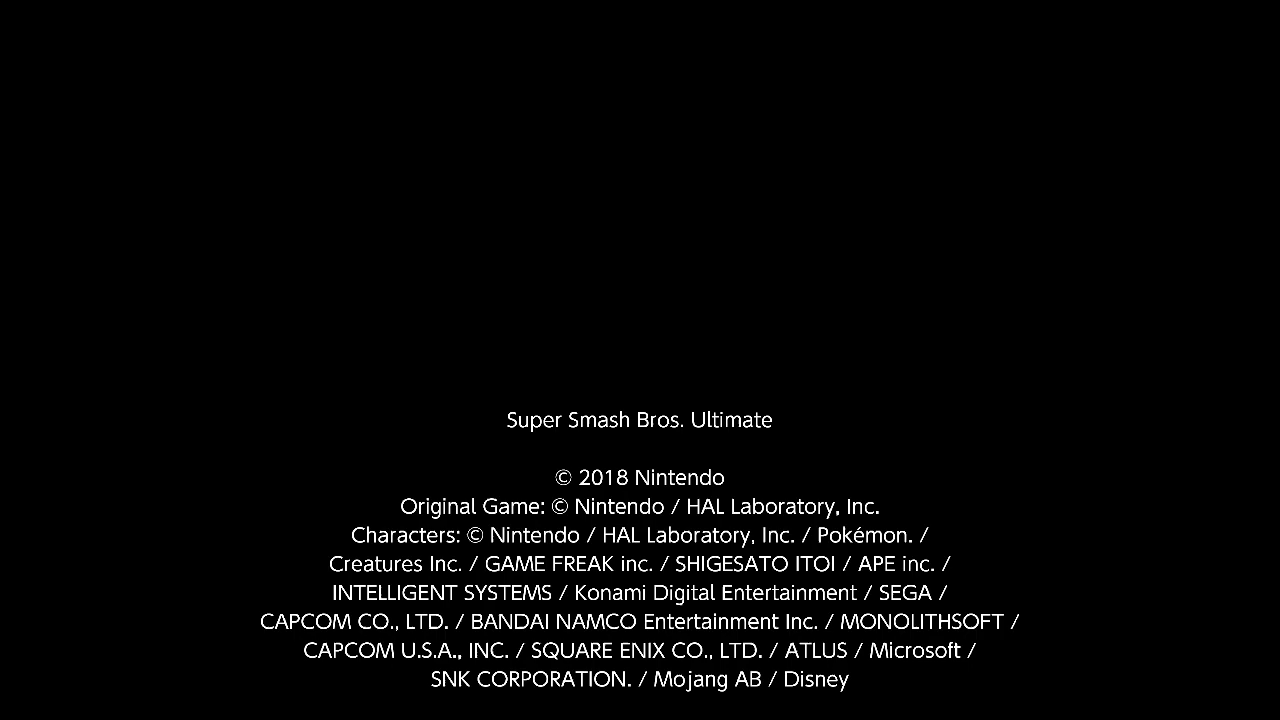 Super Smash Bros. Ultimate
© 2018 Nintendo
Original Game: © Nintendo / HAL Laboratory, Inc.
Characters: © Nintendo / HAL Laboratory, Inc. / Pokémon. /
Creatures Inc. / GAME FREAK inc. / SHIGESATO ITOI / APE inc. /
INTELLIGENT SYSTEMS / Konami Digital Entertainment / SEGA /
CAPCOM CO., LTD. / BANDAI NAMCO Entertainment Inc. / MONOLITHSOFT /
CAPCOM U.S.A., INC. / SQUARE ENIX CO., LTD. / ATLUS / Microsoft /
SNK CORPORATION. / Mojang AB / Disney